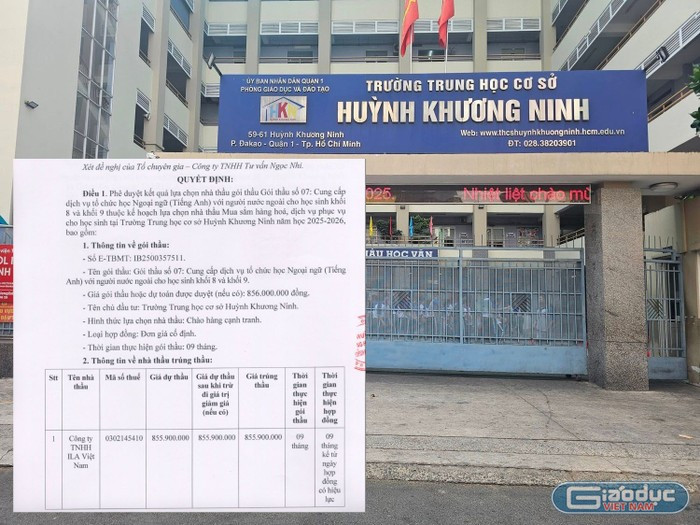 ỦY BAN NHÂN DÂN QUẬN 1
PHÒNG GIÁO DỤC VÀ ĐÀO TẠO
HKN
59-61 Huỳnh Khương Ninh
P. Đakao - Quận 1 - Tp. Hồ Chí Minh
TRƯỜNG TRUNG HỌC CƠ SỞ
HUỲNH KHƯƠNG NINH
Web: www.thcshuynhkhuongninh.hcm.edu.vn
ĐT: 028.38203901
2025. Nhiệt liệt chào mừ
HẦU HỌC VĂN
Xét đề nghị của Tổ chuyên gia – Công ty TNHH Tư vấn Ngọc Nhi.
QUYẾT ĐỊNH:
Điều 1. Phê duyệt kết quả lựa chọn nhà thầu gói thầu Gói thầu số 07: Cung cấp
dịch vụ tổ chức học Ngoại ngữ (Tiếng Anh) với người nước ngoài cho học sinh khối
8 và khối 9 thuộc kế hoạch lựa chọn nhà thầu Mua sắm hàng hoá, dịch vụ phục vụ
cho học sinh tại Trường Trung học cơ sở Huỳnh Khương Ninh năm học 2025-2026,
bao gồm:
1. Thông tin về gói thầu:
- Số E-TBMT: IB2500357511.
- Tên gói thầu: Gói thầu số 07: Cung cấp dịch vụ tổ chức học Ngoại ngữ (Tiếng
Anh) với người nước ngoài cho học sinh khối 8 và khối 9.
- Giá gói thầu hoặc dự toán được duyệt (nếu có): 856.000.000 đồng.
- Tên chủ đầu tư: Trường Trung học cơ sở Huỳnh Khương Ninh.
- Hình thức lựa chọn nhà thầu: Chào hàng cạnh tranh.
- Loại hợp đồng: Đơn giá cố định.
- Thời gian thực hiện gói thầu: 09 tháng.
2. Thông tin về nhà thầu trúng thầu:
Stt Tên nhà thầu Mã số thuế Giá dự thầu Giá dự thầu sau khi trừ đi giá trị giảm giá (nếu có) Giá trúng thầu Thời gian thực hiện gói thầu Thời gian thực hiện hợp đồng
1 Công ty TNHH ILA Việt Nam 0302145410 855.900.000 855.900.000 855.900.000 09 tháng 09 tháng kể từ ngày hợp đồng có hiệu lực
Giáo dục
VIỆT NAM